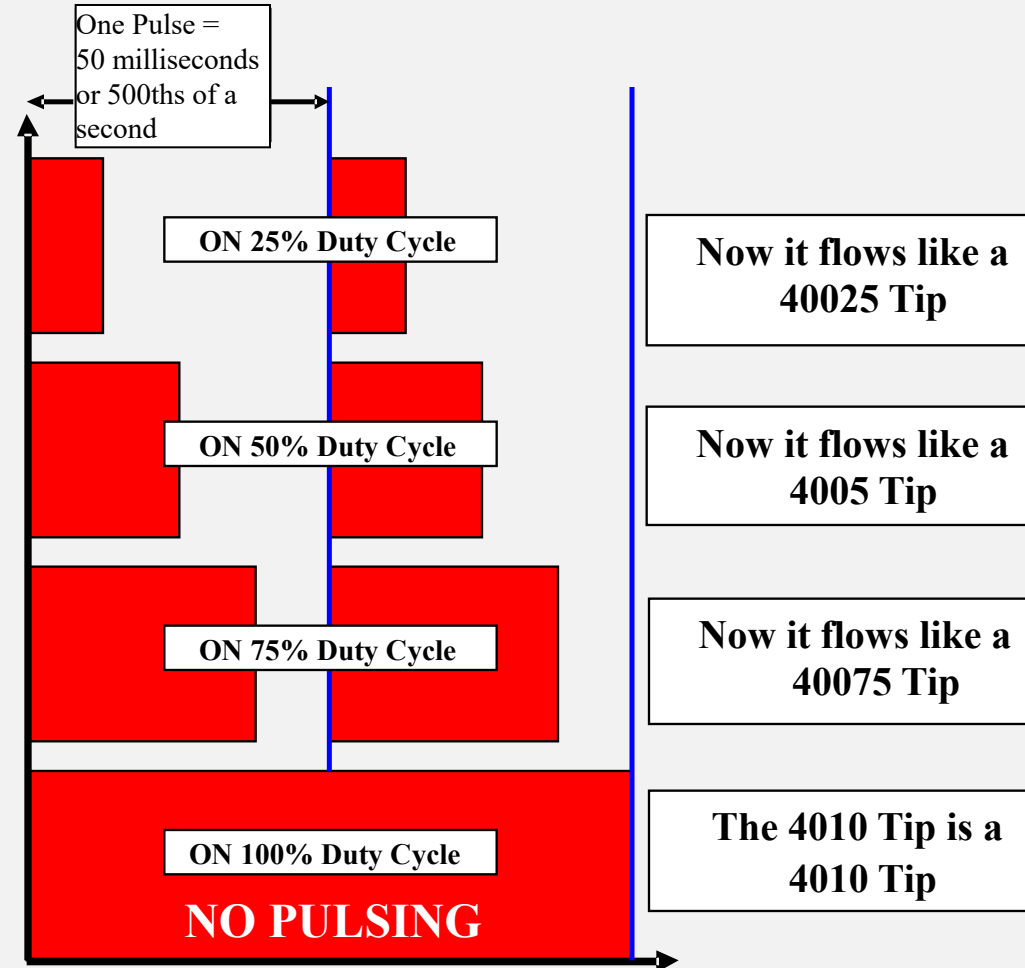 One Pulse =
50 milliseconds
or 500ths of a
second
ON 25% Duty Cycle
Now it flows like a
40025 Tip
ON 50% Duty Cycle
Now it flows like a
4005 Tip
ON 75% Duty Cycle
Now it flows like a
40075 Tip
ON 100% Duty Cycle
NO PULSING
The 4010 Tip is a
4010 Tip